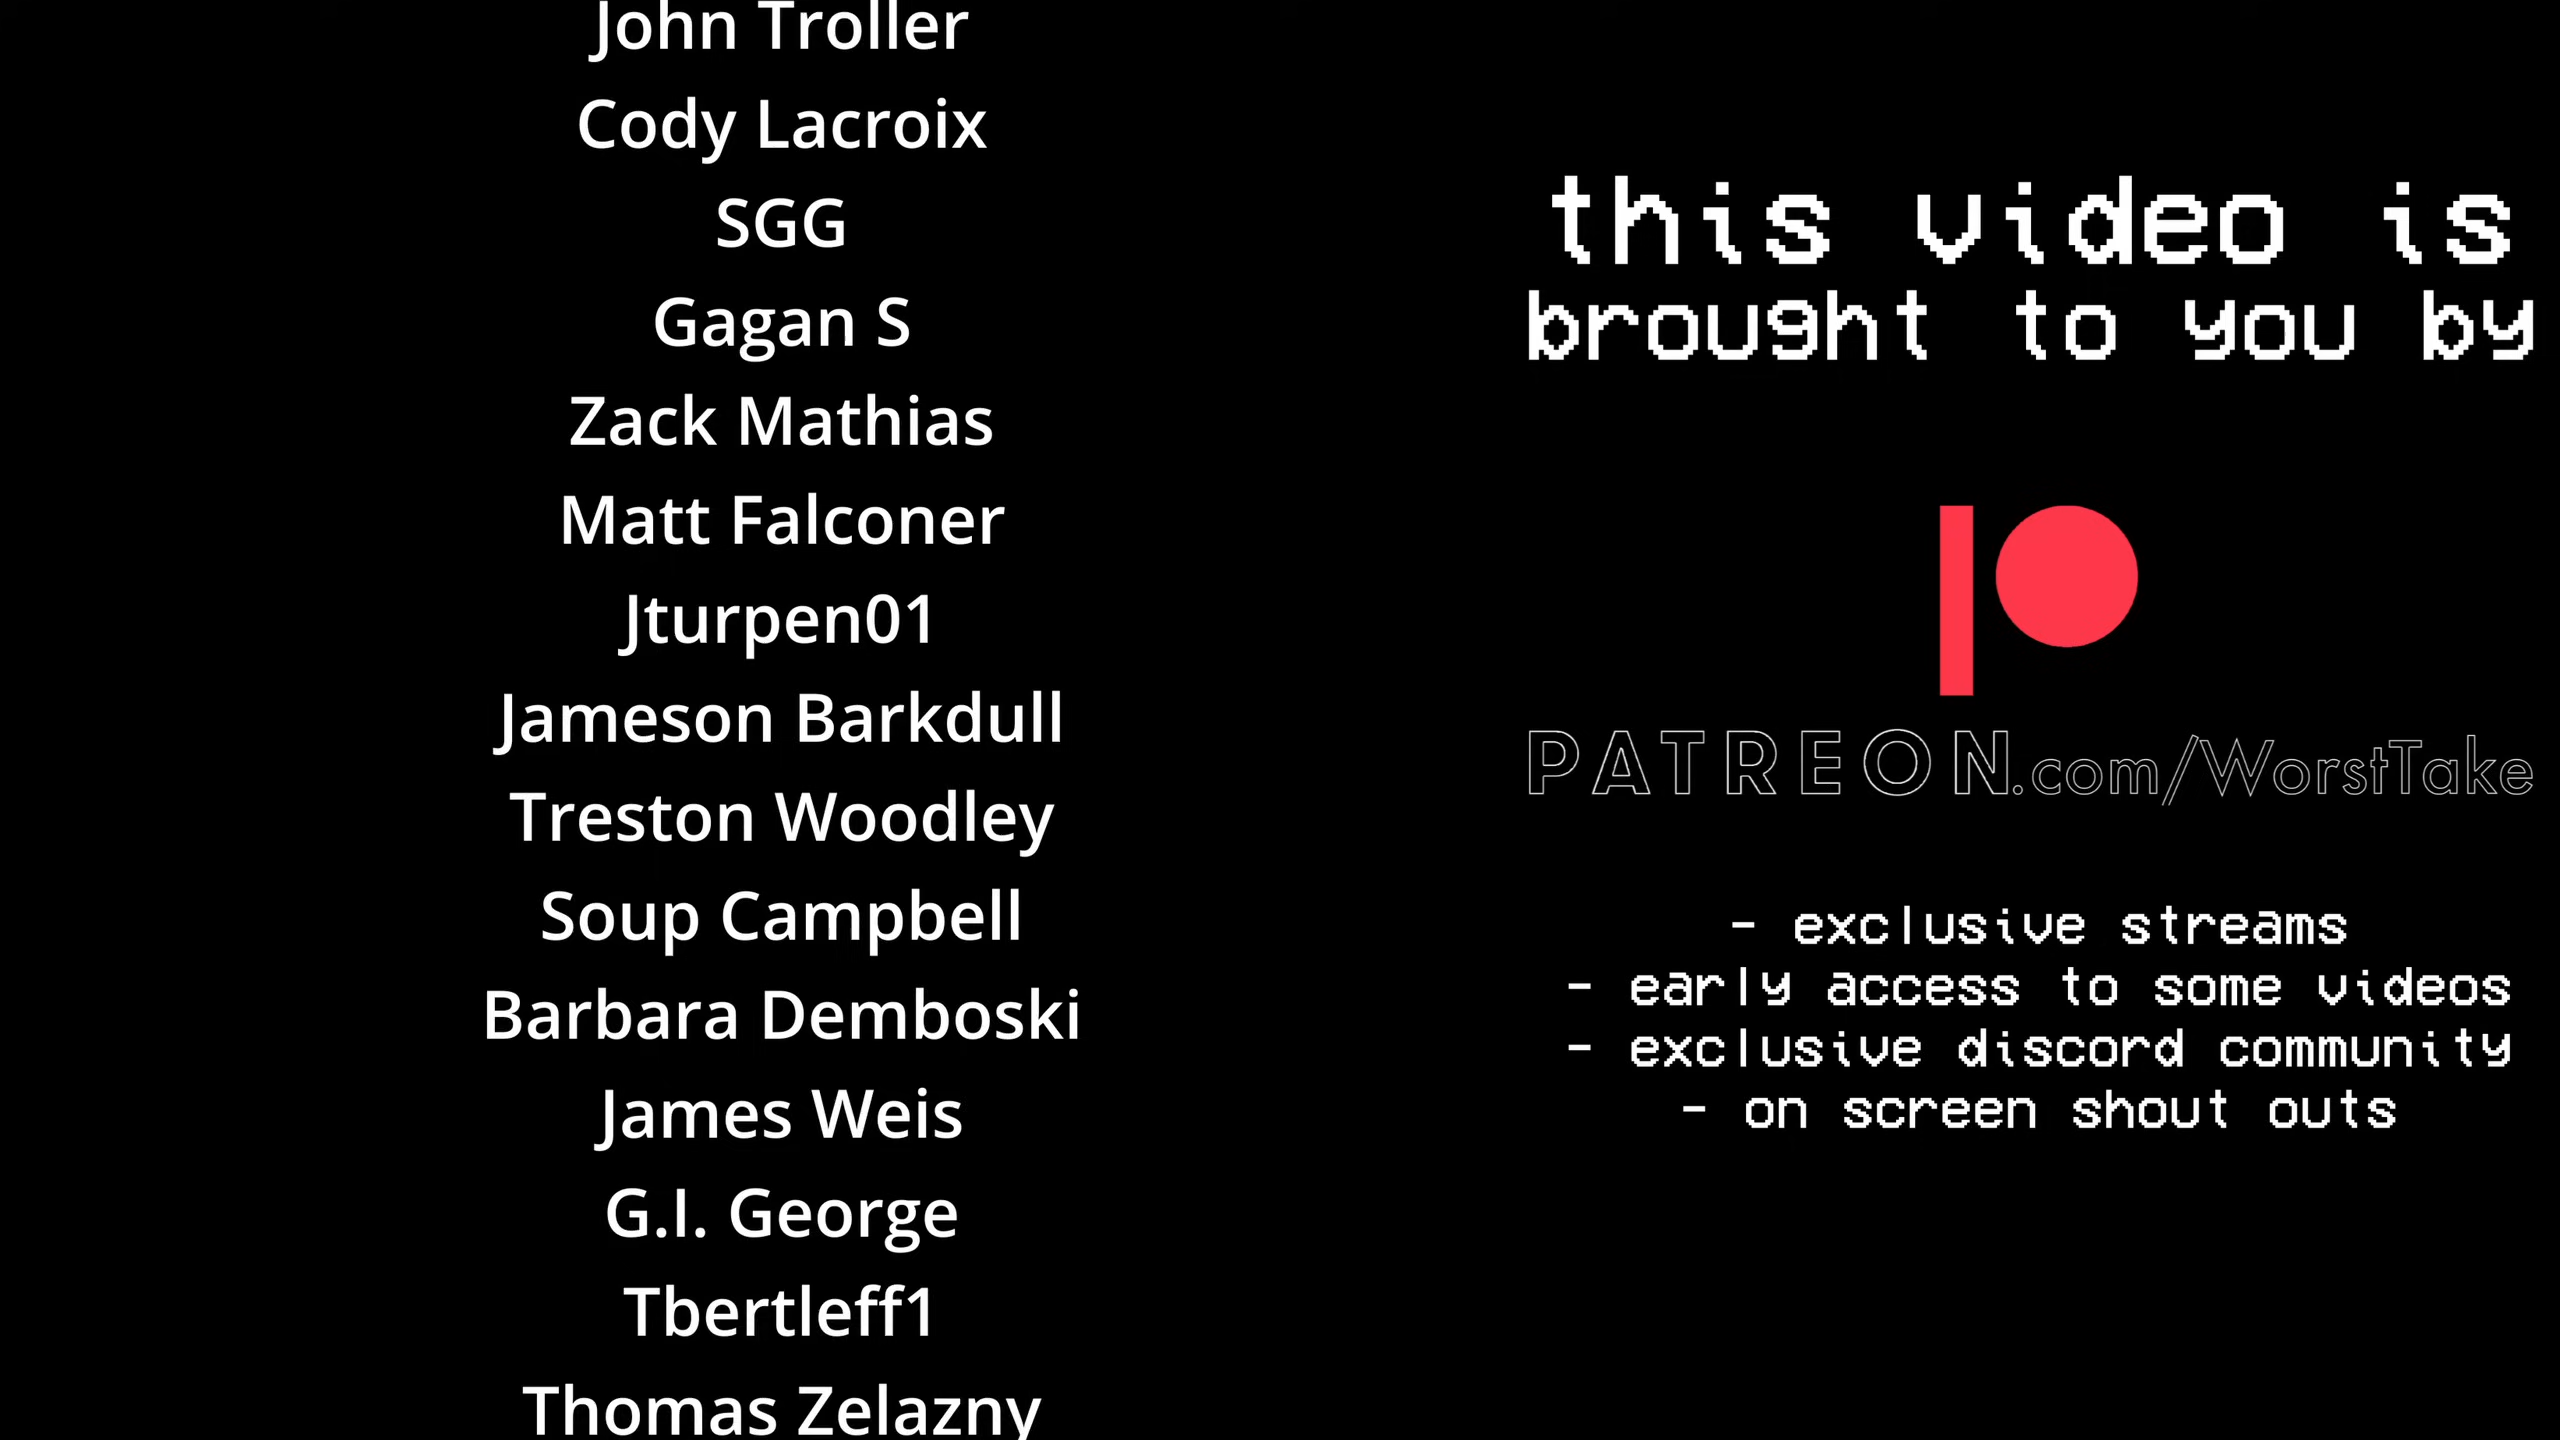 John Troller
Cody Lacroix
SGG
Gagan S
Zack Mathias
Matt Falconer
Jturpen01
Jameson Barkdull
Treston Woodley
Soup Campbell
Barbara Demboski
James Weis
G.I. George
Tbertleff1
Thomas Zelazny
this video is
brought to you by
PATREON.com/WorstTake
- exclusive streams
- early access to some videos
- exclusive discord community
- on screen shout outs